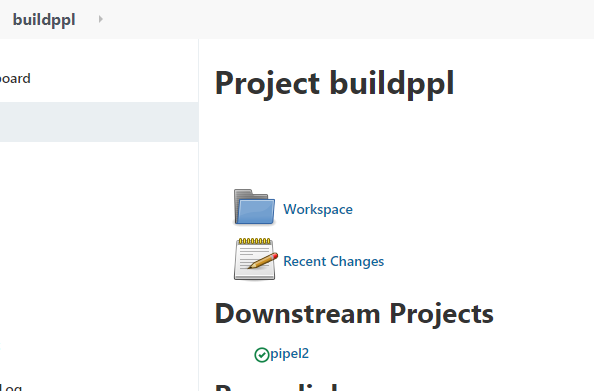 buildppl
Project buildppl
Workspace
Recent Changes
Downstream Projects
pipel2